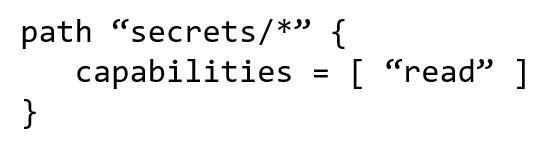 path “secrets/*” {
   capabilities = [ “read” ]
}